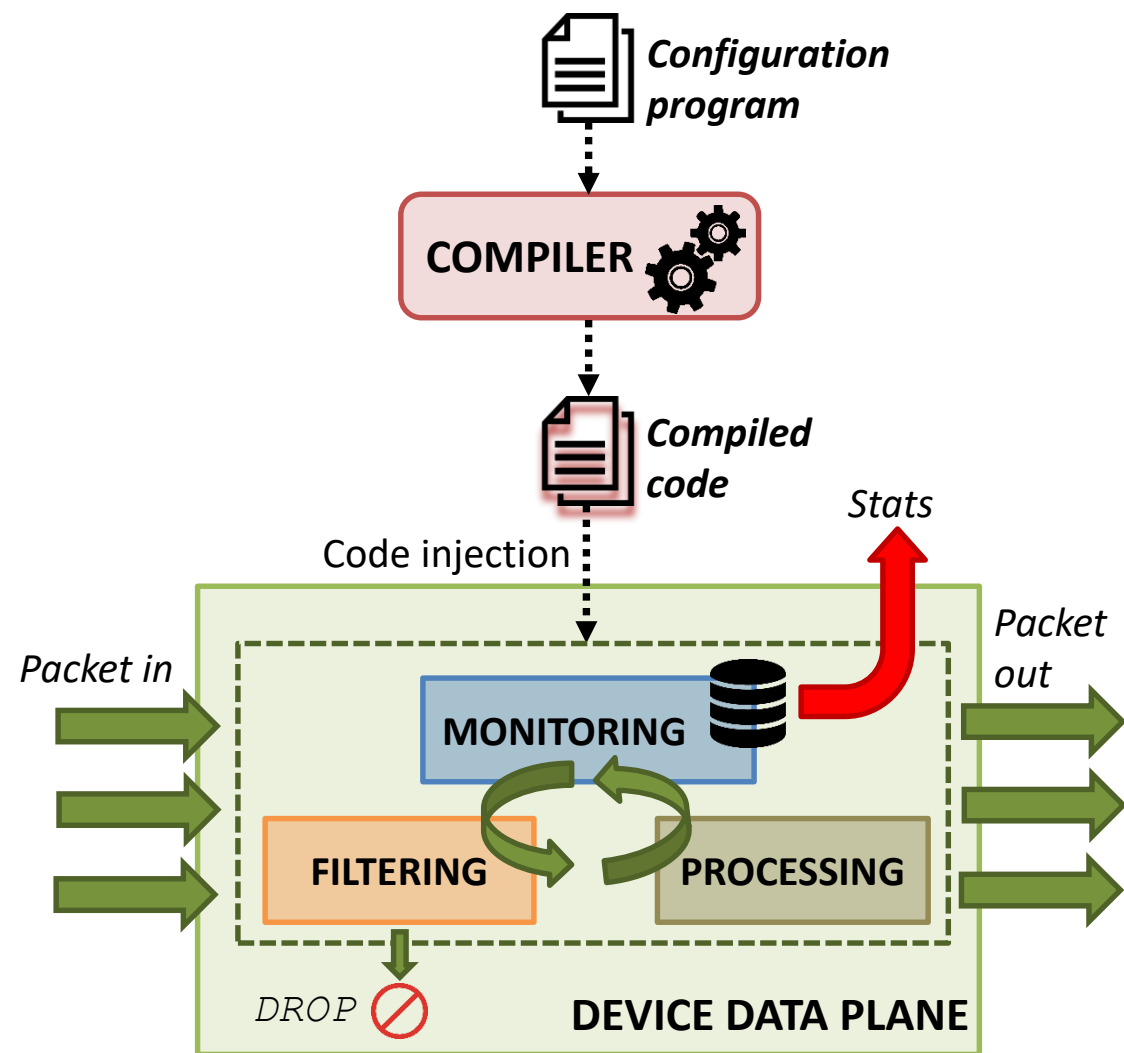 Configuration
program
COMPILER
Compiled
code
Stats
Code injection
Packet in
Packet
out
MONITORING
FILTERING
PROCESSING
DROP
DEVICE DATA PLANE